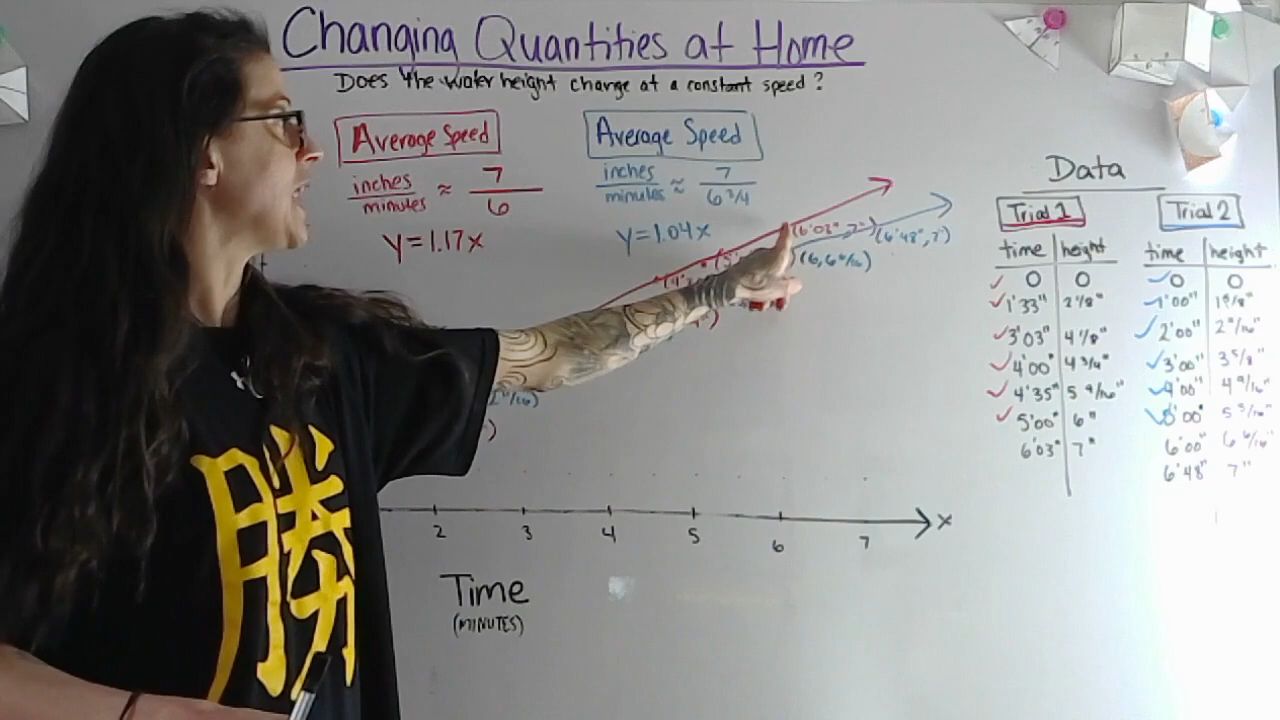 Changing Quantities at Home
Does the water height change at a constant speed?
Average Speed
inches/minutes ≈ 7/6
y=1.17x
Average Speed
inches/minutes ≈ 7/6 3/4
y=1.04x
(6'03", 7")
(6'48", 7")
(6, 6 6/16)
2 3 4 5 6 7 x
Time
(MINUTES)
勝
Data
Trial 1
time height
0 0
1'33" 2 1/8"
3'03" 4 1/8"
4'00" 4 3/4"
4'35" 5 9/16"
5'00" 6"
6'03" 7"
Trial 2
time height
0 0
1'00"
2'00"
3'00" 3 5/8"
4'00" 4 9/16"
5'00" 5 5/16"
6'00" 6 6/16"
6'48" 7"